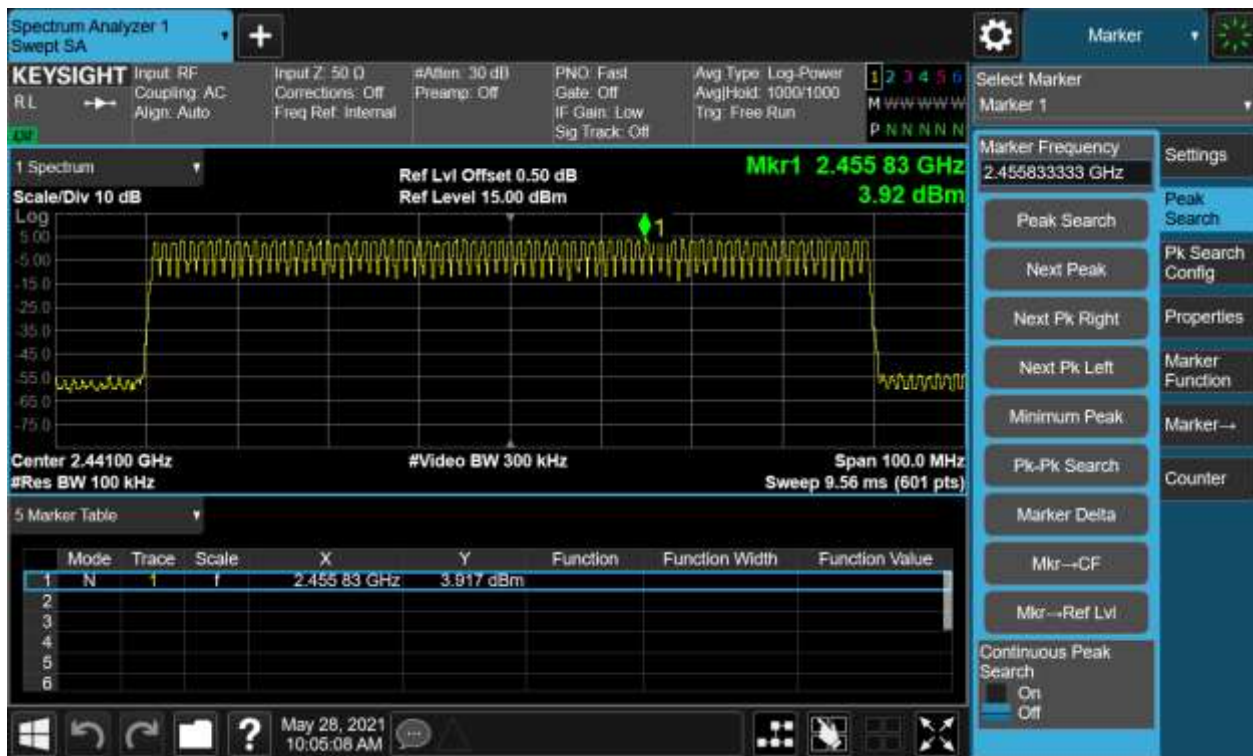 Spectrum Analyzer 1
Swept SA
+
Marker
KEYSIGHT
RL
Input: RF
Coupling: AC
Align: Auto
Input Z: 50 Ω
Corrections: Off
Freq Ref: Internal
#Atten: 30 dB
Preamp: Off
PNO: Fast
Gate: Off
IF Gain: Low
Sig Track: Off
Avg Type: Log-Power
Avg|Hold: 1000/1000
Trig: Free Run
1 2 3 4 5 6
M W W W W W
P N N N N N
Select Marker
Marker 1
1 Spectrum
Scale/Div 10 dB
Ref Lvl Offset 0.50 dB
Ref Level 15.00 dBm
Mkr1 2.455 83 GHz
3.92 dBm
Log
5.00
-5.00
-15.0
-25.0
-35.0
-45.0
-55.0
-65.0
-75.0
1
Center 2.44100 GHz
#Res BW 100 kHz
#Video BW 300 kHz
Span 100.0 MHz
Sweep 9.56 ms (601 pts)
5 Marker Table
Mode Trace Scale X Y Function Function Width Function Value
1 N 1 f 2.455 83 GHz 3.917 dBm
2
3
4
5
6
Marker Frequency
2.455833333 GHz
Peak Search
Next Peak
Next Pk Right
Next Pk Left
Minimum Peak
Pk-Pk Search
Marker Delta
Mkr→CF
Mkr→Ref Lvl
Continuous Peak
Search
On
Off
Settings
Peak
Search
Pk Search
Config
Properties
Marker
Function
Marker→
Counter
?
May 28, 2021
10:05:08 AM